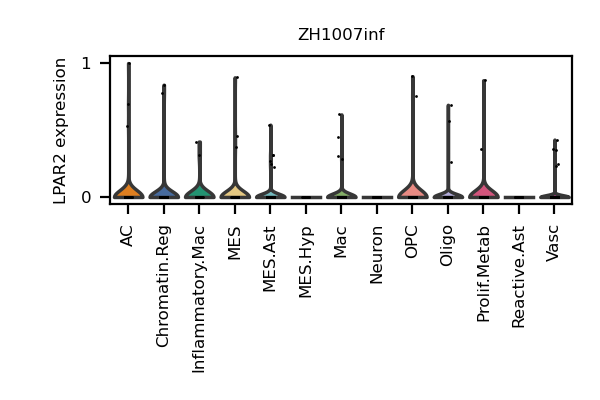 ZH1007inf
LPAR2 expression
1
0
AC
Chromatin.Reg
Inflammatory.Mac
MES
MES.Ast
MES.Hyp
Mac
Neuron
OPC
Oligo
Prolif.Metab
Reactive.Ast
Vasc